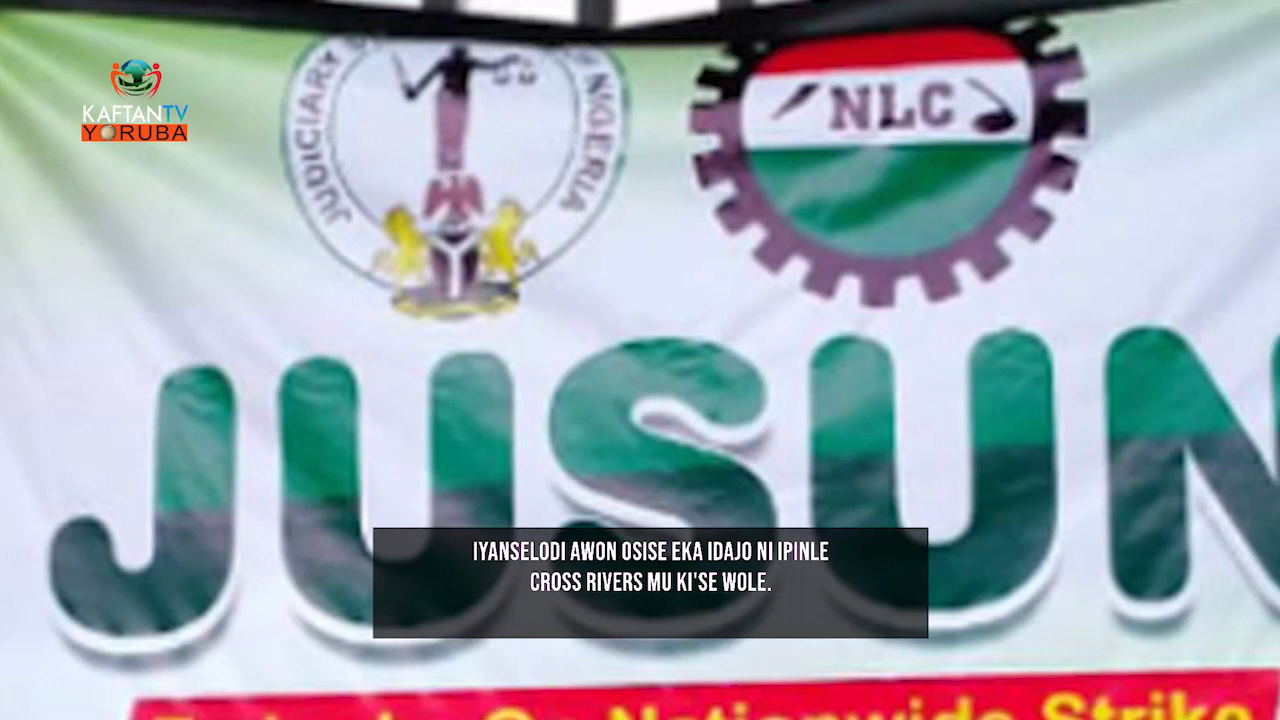 KAFTANTV
YORUBA
JUDICIARY
NIGERIA
NLC
JUSUN
IYANSELODI AWON OSISE EKA IDAJO NI IPINLE
CROSS RIVERS MU KI'SE WOLE.
Nationwide Strike